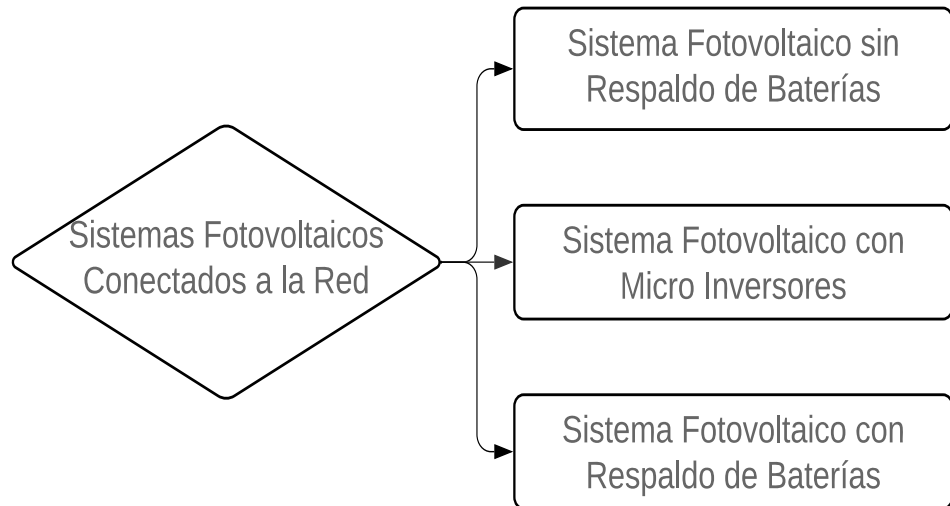 Sistema Fotovoltaico sin
Respaldo de Baterías
Sistemas Fotovoltaicos
Conectados a la Red
Sistema Fotovoltaico con
Micro Inversores
Sistema Fotovoltaico con
Respaldo de Baterías